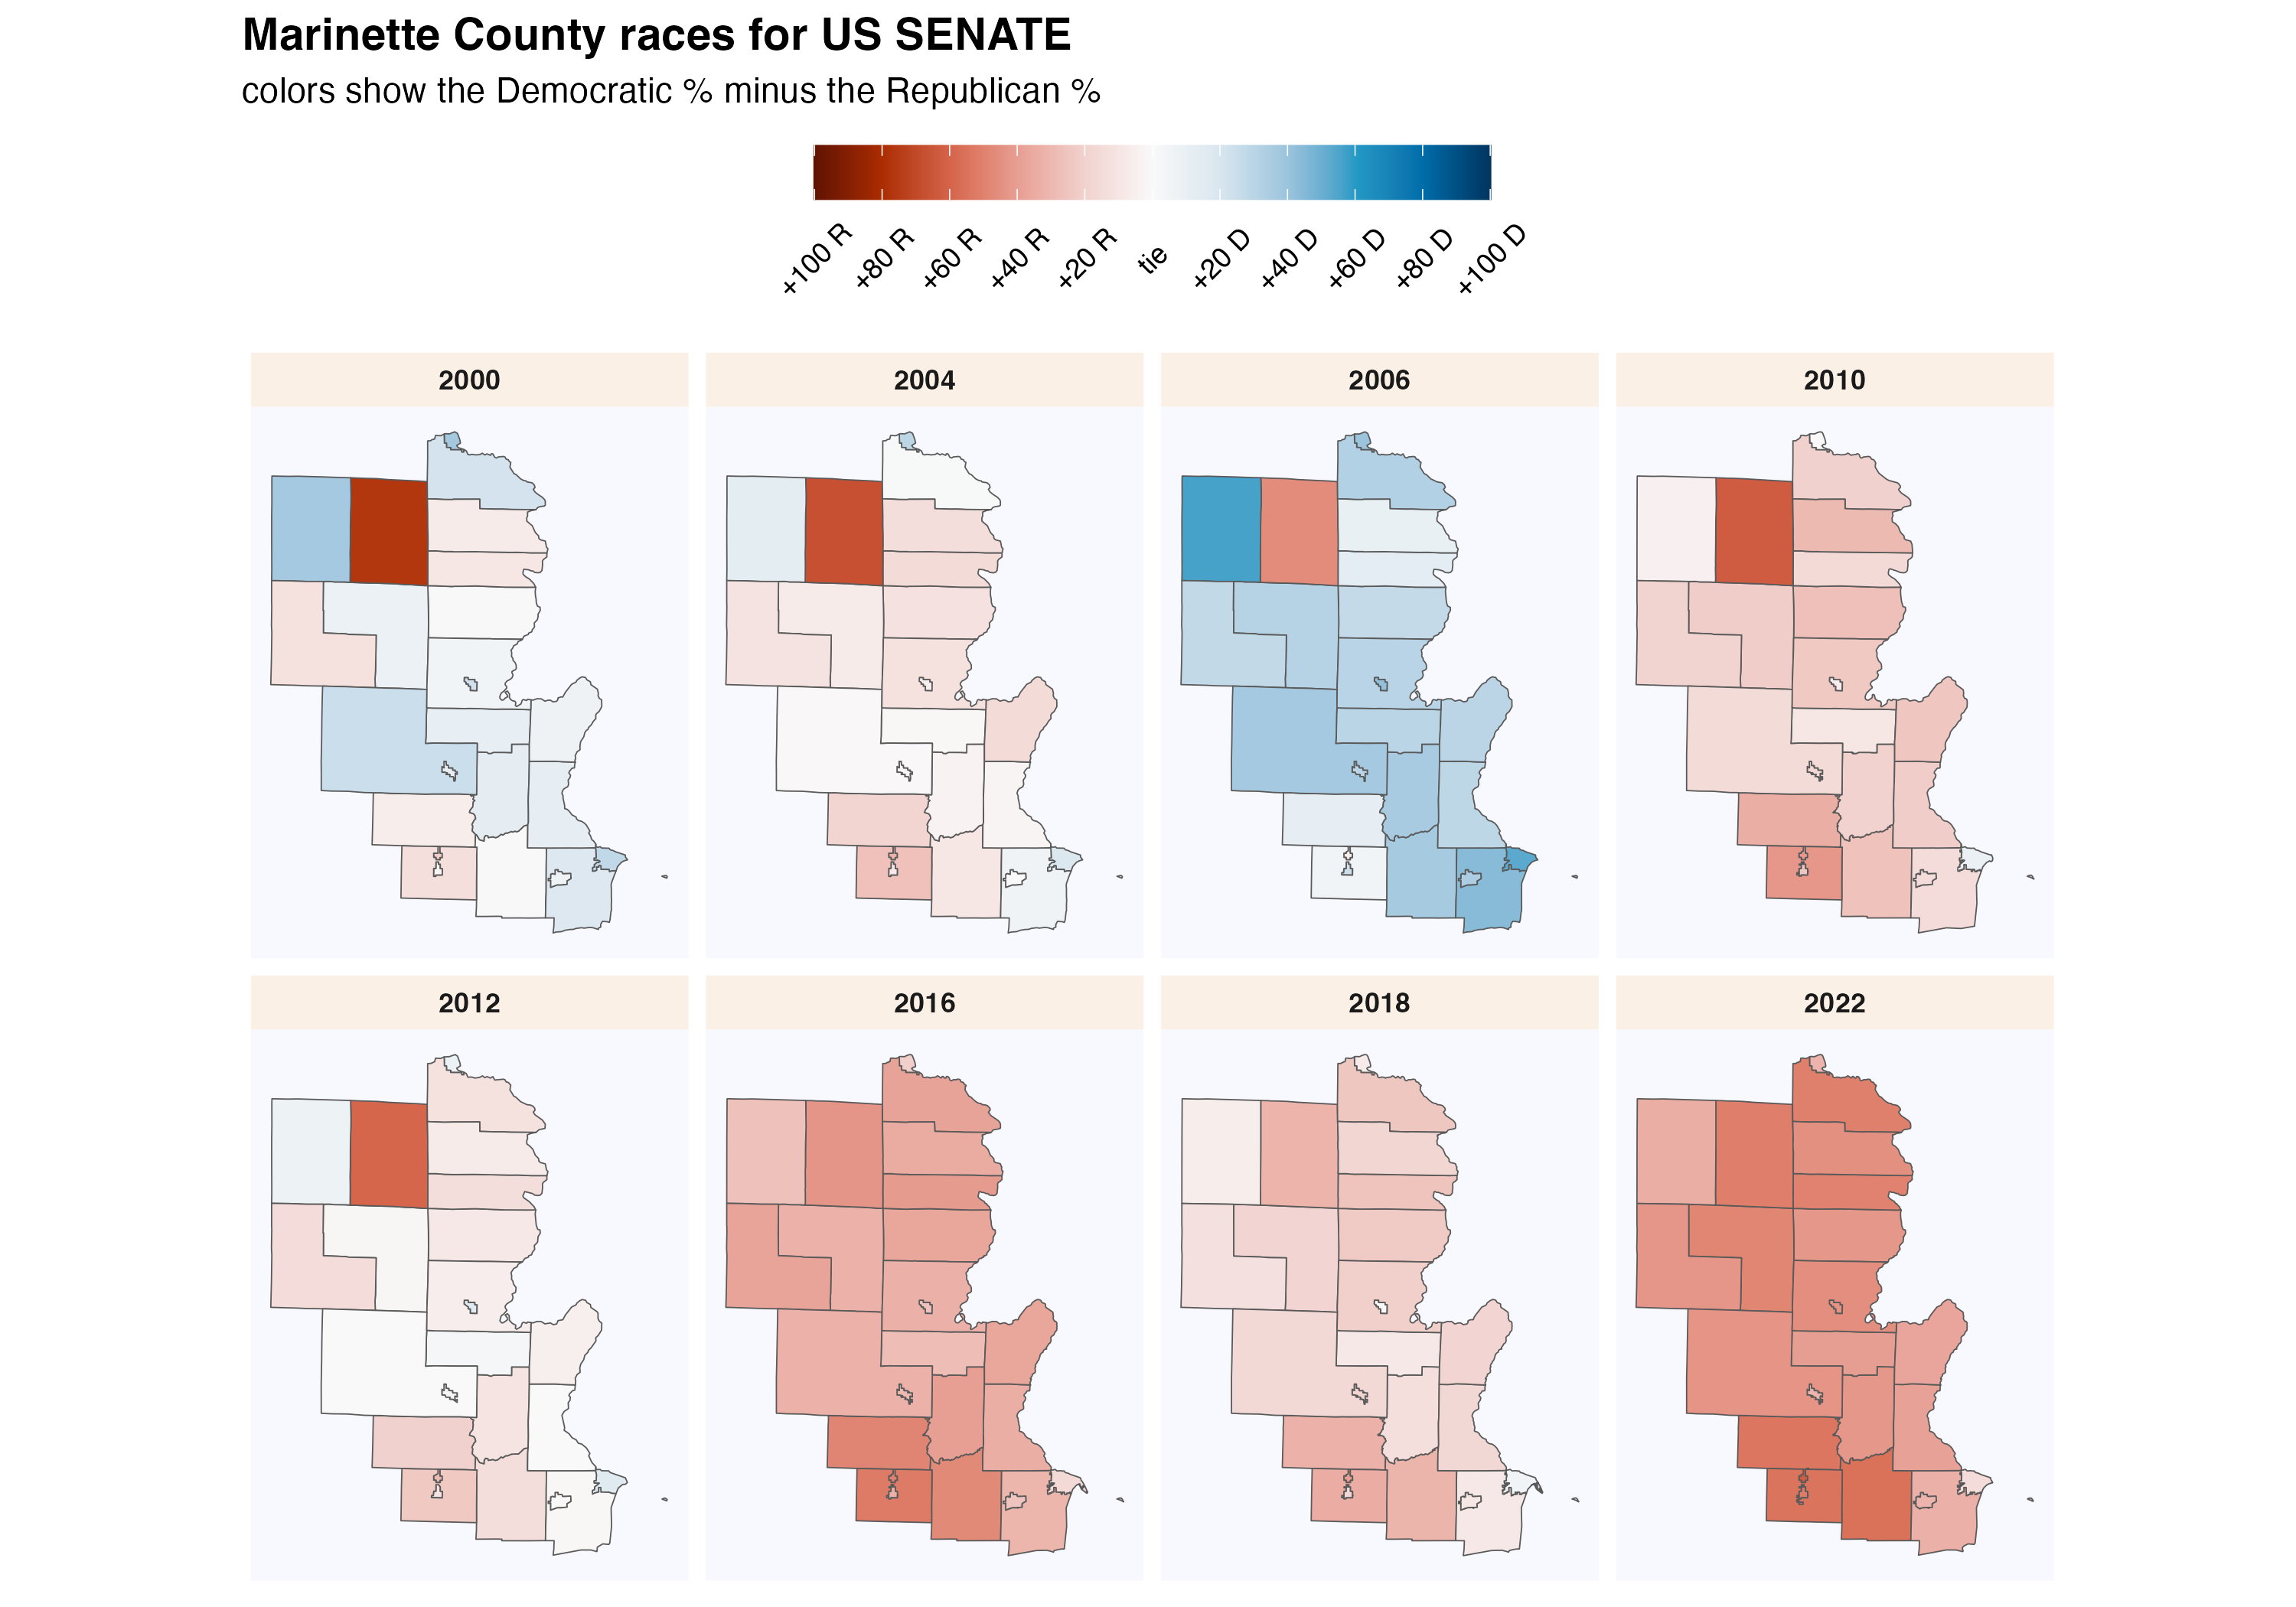 Marinette County races for US SENATE
colors show the Democratic % minus the Republican %
+100 R +80 R +60 R +40 R +20 R tie +20 D +40 D +60 D +80 D +100 D
2000 2004 2006 2010
2012 2016 2018 2022